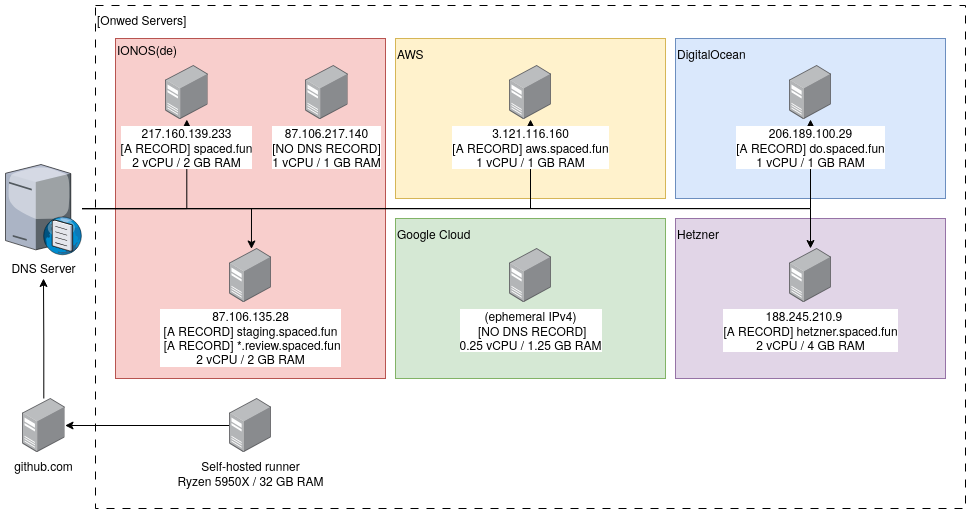 [Onwed Servers]
IONOS(de)
217.160.139.233
[A RECORD] spaced.fun
2 vCPU / 2 GB RAM
87.106.217.140
[NO DNS RECORD]
1 vCPU / 1 GB RAM
AWS
3.121.116.160
[A RECORD] aws.spaced.fun
1 vCPU / 1 GB RAM
DigitalOcean
206.189.100.29
[A RECORD] do.spaced.fun
1 vCPU / 1 GB RAM
DNS Server
87.106.135.28
[A RECORD] staging.spaced.fun
[A RECORD] *.review.spaced.fun
2 vCPU / 2 GB RAM
Google Cloud
(ephemeral IPv4)
[NO DNS RECORD]
0.25 vCPU / 1.25 GB RAM
Hetzner
188.245.210.9
[A RECORD] hetzner.spaced.fun
2 vCPU / 4 GB RAM
github.com
Self-hosted runner
Ryzen 5950X / 32 GB RAM